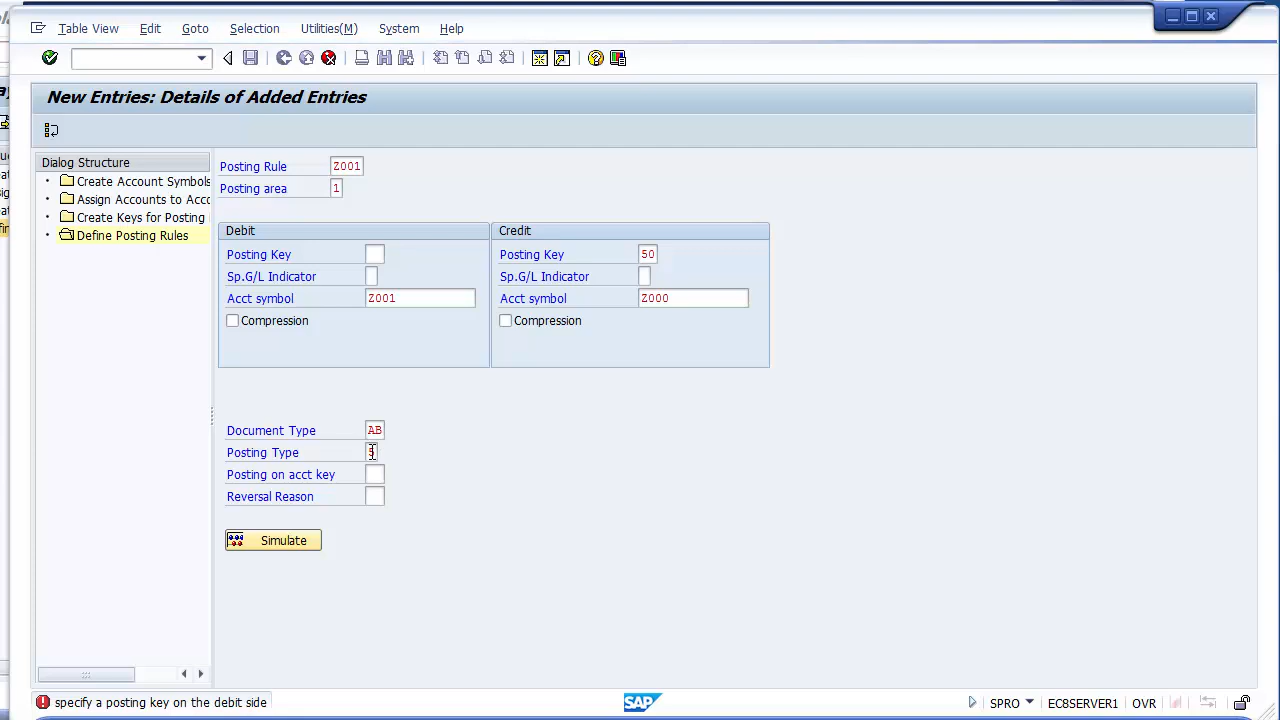 Table View Edit Goto Selection Utilities(M) System Help
New Entries: Details of Added Entries
Dialog Structure
Create Account Symbols
Assign Accounts to Acco
Create Keys for Posting
Define Posting Rules
Posting Rule Z001
Posting area 1
Debit
Posting Key
Sp.G/L Indicator
Acct symbol Z001
Compression
Credit
Posting Key 50
Sp.G/L Indicator
Acct symbol Z000
Compression
Document Type AB
Posting Type
Posting on acct key
Reversal Reason
Simulate
specify a posting key on the debit side
SAP
SPRO EC8SERVER1 OVR